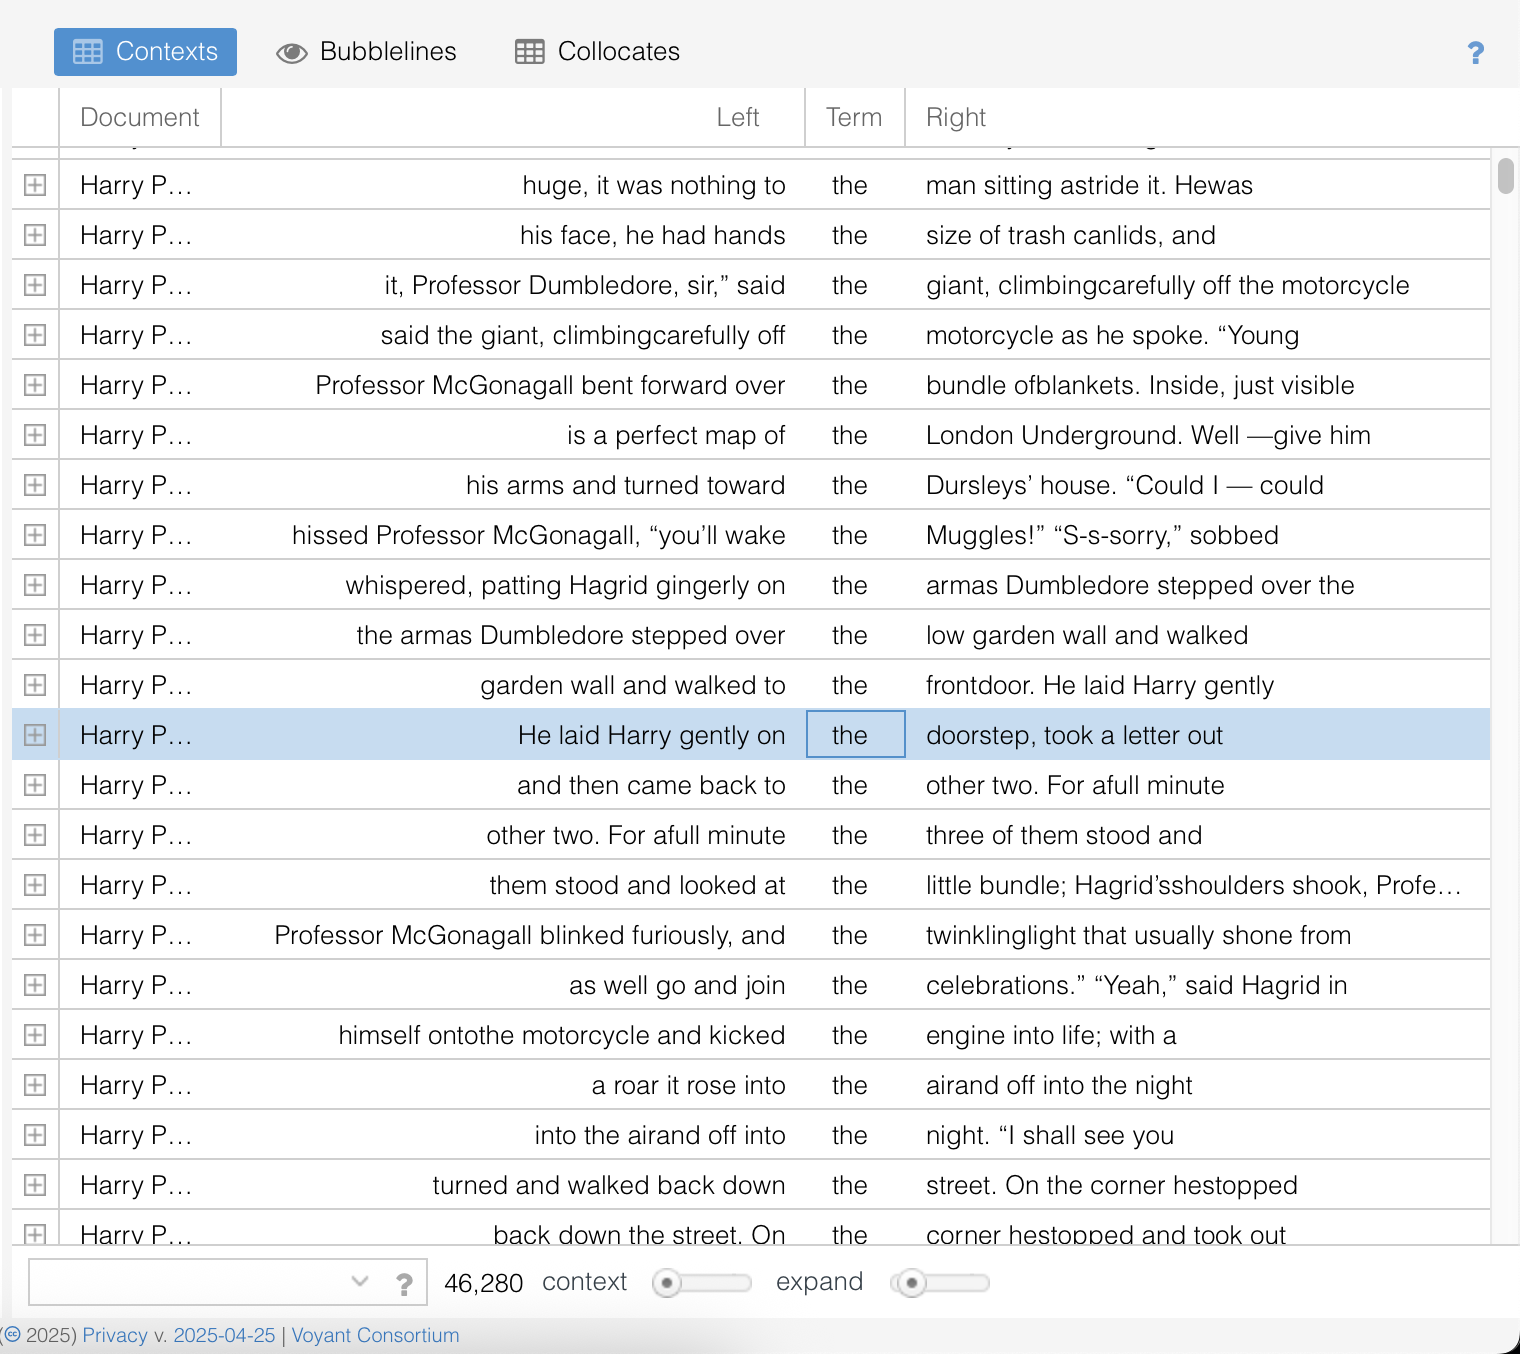 Contexts Bubblelines Collocates ?
Document Left Term Right
Harry P… huge, it was nothing to the man sitting astride it. Hewas
Harry P… his face, he had hands the size of trash canlids, and
Harry P… it, Professor Dumbledore, sir,” said the giant, climbingcarefully off the motorcycle
Harry P… said the giant, climbingcarefully off the motorcycle as he spoke. “Young
Harry P… Professor McGonagall bent forward over the bundle ofblankets. Inside, just visible
Harry P… is a perfect map of the London Underground. Well —give him
Harry P… his arms and turned toward the Dursleys’ house. “Could I — could
Harry P… hissed Professor McGonagall, “you’ll wake the Muggles!” “S-s-sorry,” sobbed
Harry P… whispered, patting Hagrid gingerly on the armas Dumbledore stepped over the
Harry P… the armas Dumbledore stepped over the low garden wall and walked
Harry P… garden wall and walked to the frontdoor. He laid Harry gently
Harry P… He laid Harry gently on the doorstep, took a letter out
Harry P… and then came back to the other two. For afull minute
Harry P… other two. For afull minute the three of them stood and
Harry P… them stood and looked at the little bundle; Hagrid’sshoulders shook, Profe…
Harry P… Professor McGonagall blinked furiously, and the twinklinglight that usually shone from
Harry P… as well go and join the celebrations.” “Yeah,” said Hagrid in
Harry P… himself ontothe motorcycle and kicked the engine into life; with a
Harry P… a roar it rose into the airand off into the night
Harry P… into the airand off into the night. “I shall see you
Harry P… turned and walked back down the street. On the corner hestopped
Harry P… back down the street. On the corner hestopped and took out
? 46,280 context expand
(cc 2025) Privacy v. 2025-04-25 | Voyant Consortium